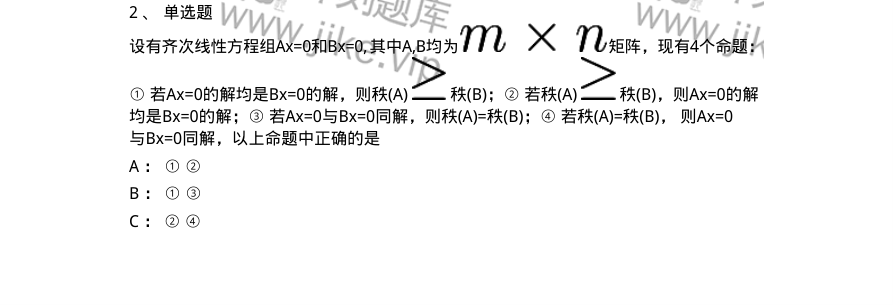 2 、 单选题
设有齐次线性方程组Ax=0和Bx=0,其中A,B均为m × n矩阵，现有4个命题：
① 若Ax=0的解均是Bx=0的解，则秩(A)≥秩(B)；② 若秩(A)≥秩(B)，则Ax=0的解
均是Bx=0的解；③ 若Ax=0与Bx=0同解，则秩(A)=秩(B)；④ 若秩(A)=秩(B)， 则Ax=0
与Bx=0同解，以上命题中正确的是
A： ① ②
B： ① ③
C： ② ④